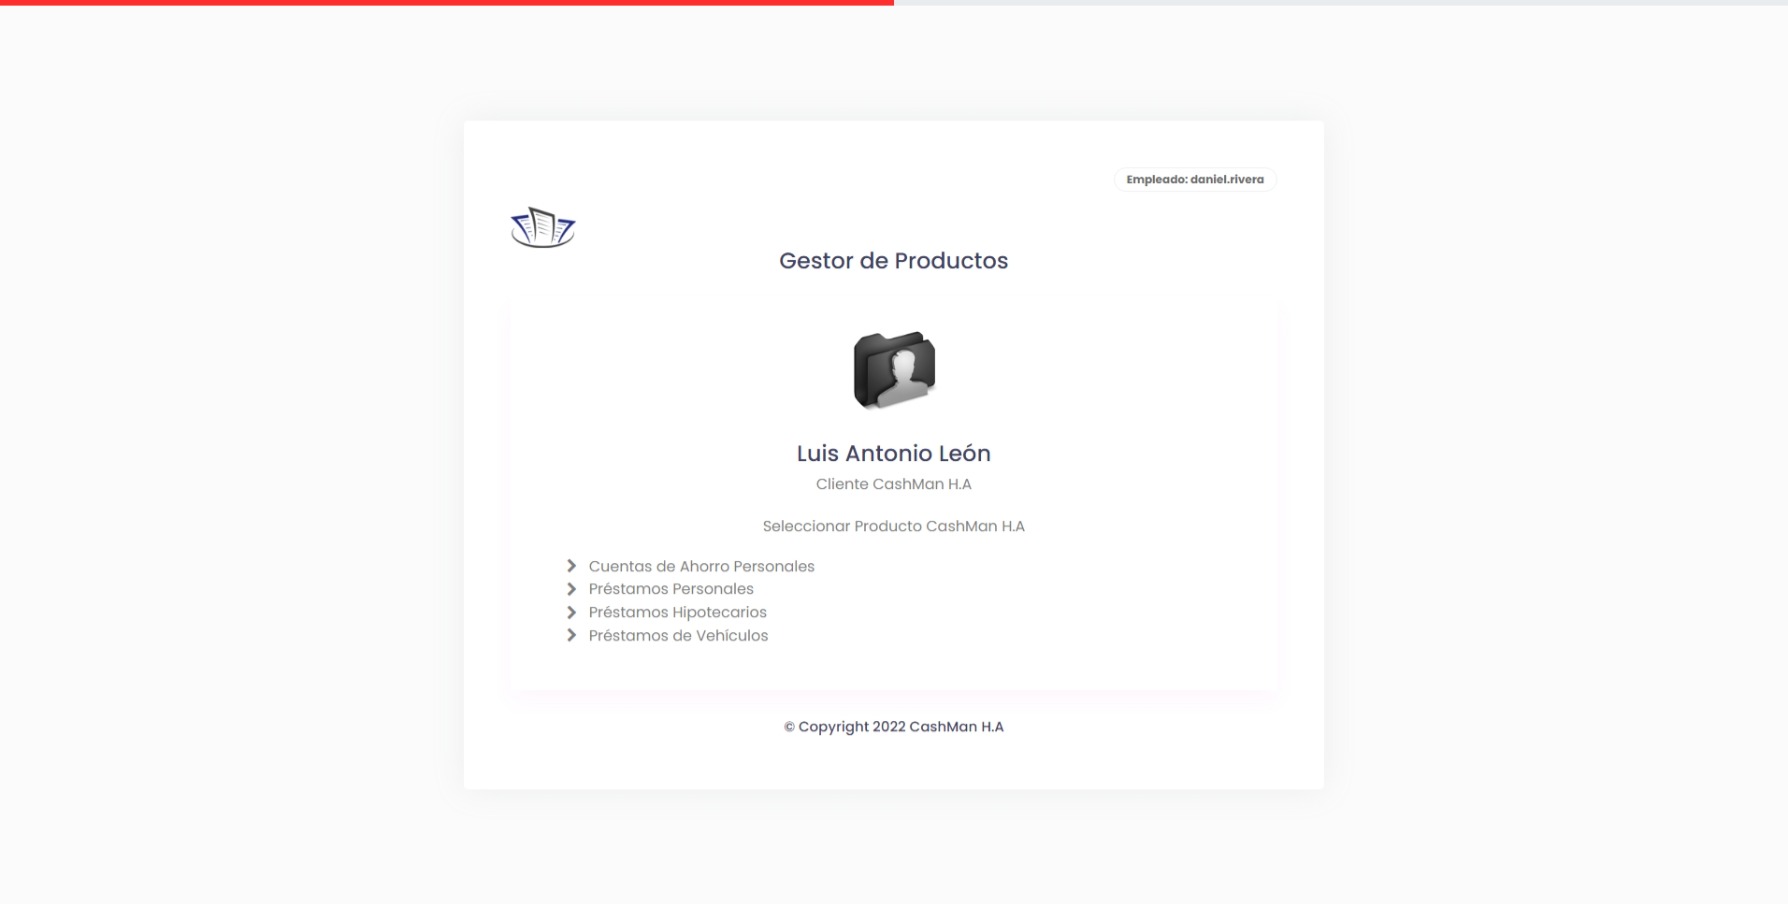 Empleado: daniel.rivera
Gestor de Productos
Luis Antonio León
Cliente CashMan H.A
Seleccionar Producto CashMan H.A
Cuentas de Ahorro Personales
Préstamos Personales
Préstamos Hipotecarios
Préstamos de Vehículos
© Copyright 2022 CashMan H.A